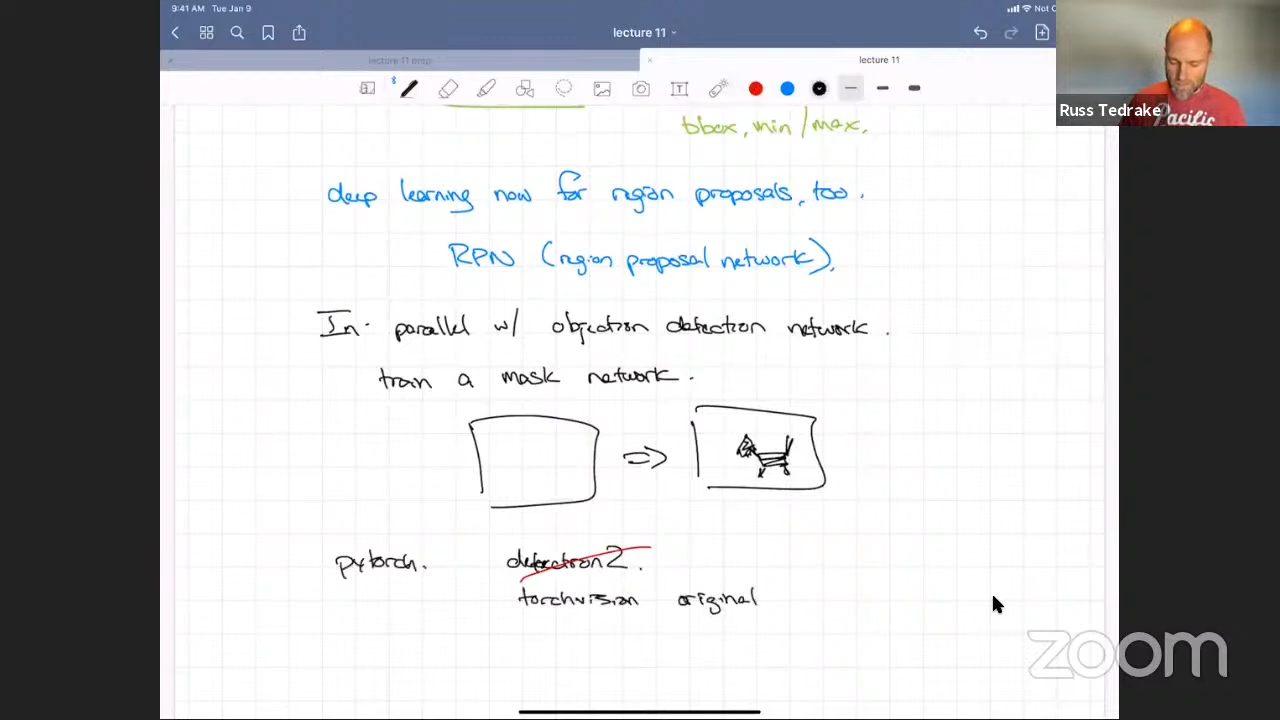 9:41 AM Tue Jan 9
Not C
lecture 11
lecture 11 prep
lecture 11
Russ Tedrake
Pacific
bbox, min/max.
deep learning now for region proposals, too.
RPN (region proposal network).
In parallel w/ objection detection network.
train a mask network.
pytorch. detectron2.
torchvision original
zoom